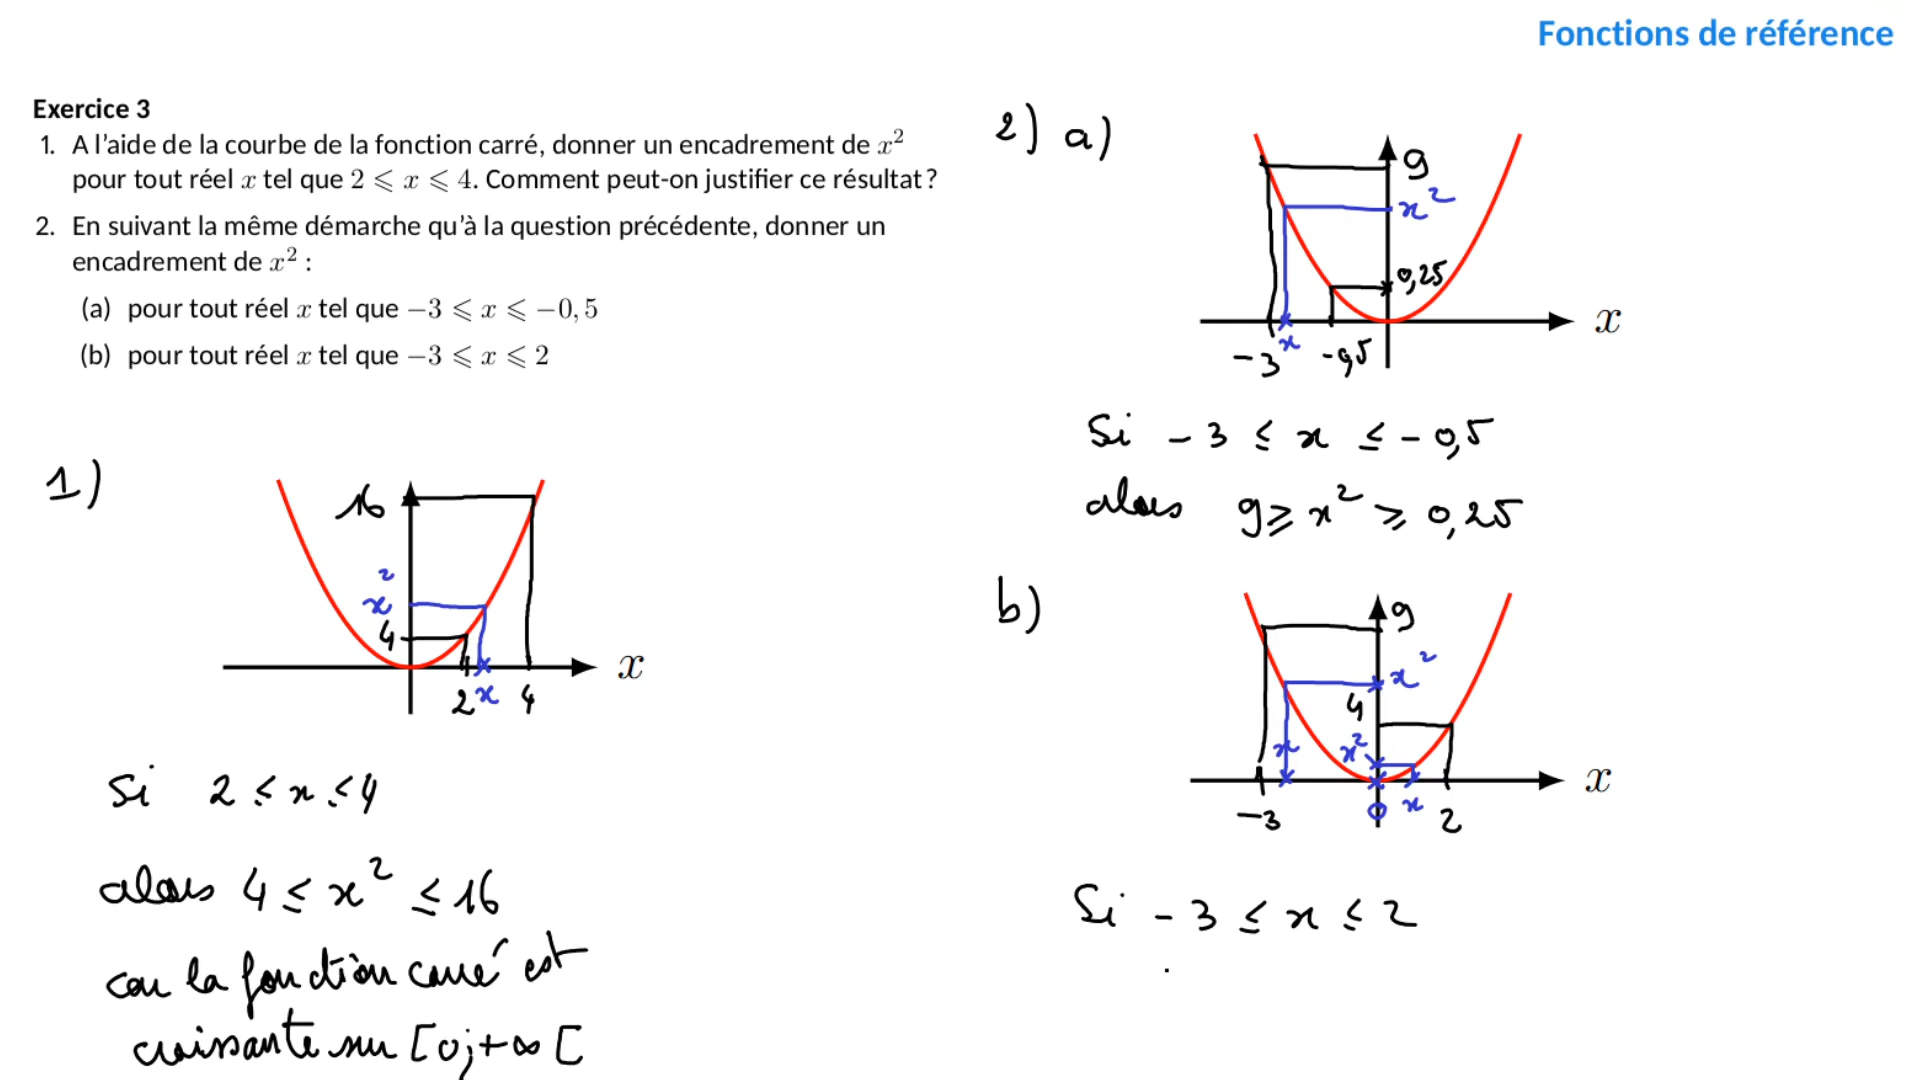 Fonctions de référence
Exercice 3
1. A l'aide de la courbe de la fonction carré, donner un encadrement de x²
pour tout réel x tel que 2 ⩽ x ⩽ 4. Comment peut-on justifier ce résultat ?
2. En suivant la même démarche qu'à la question précédente, donner un
encadrement de x² :
(a) pour tout réel x tel que −3 ⩽ x ⩽ −0, 5
(b) pour tout réel x tel que −3 ⩽ x ⩽ 2
1)
16
x²
4
x
2 x 4
Si 2 ≤ x ≤ 4
alors 4 ≤ x² ≤ 16
car la fonction carré est
croissante sur [0;+∞[
2) a)
9
x²
0,25
x
-3 x -0,5
Si -3 ≤ x ≤ -0,5
alors 9 ≥ x² ≥ 0,25
b)
9
x²
4
x x²
x
-3 0 x 2
Si -3 ≤ x ≤ 2